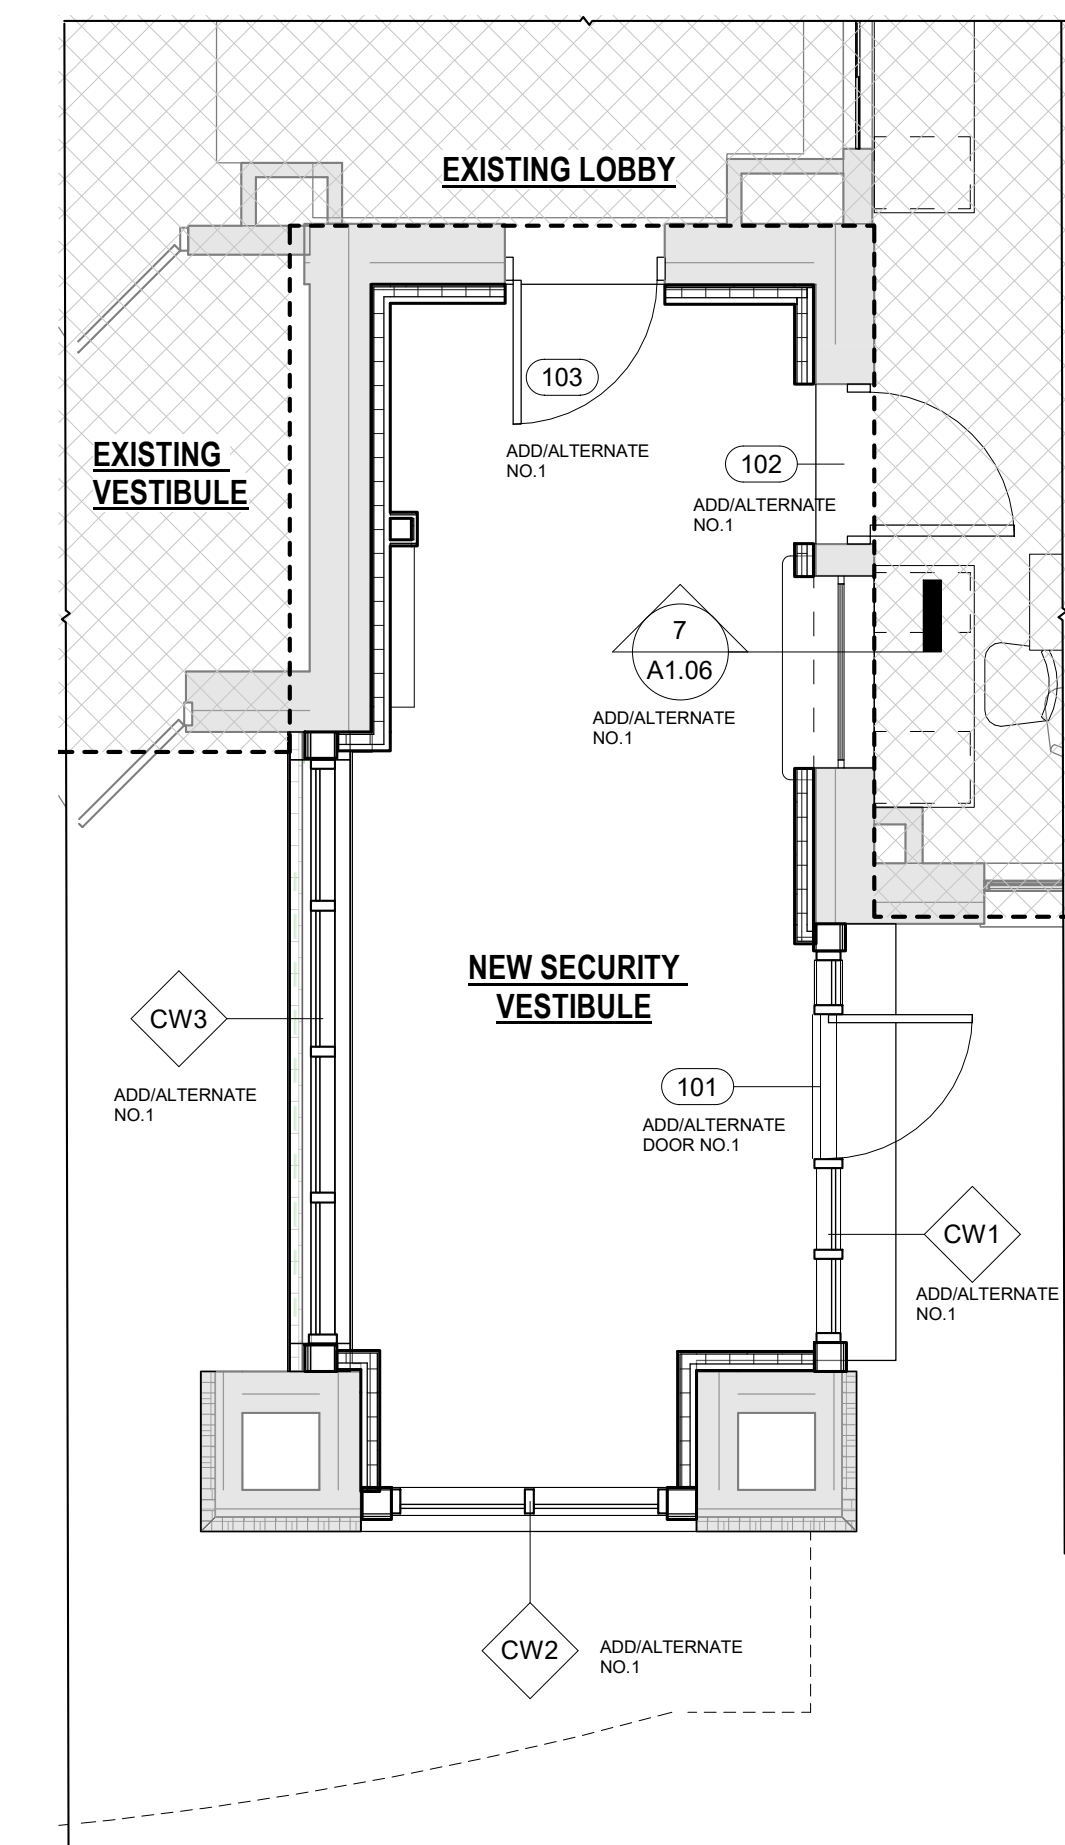 EXISTING LOBBY
103
ADD/ALTERNATE
NO.1
EXISTING
VESTIBULE
102
ADD/ALTERNATE
NO.1
7
A1.06
ADD/ALTERNATE
NO.1
NEW SECURITY
VESTIBULE
CW3
ADD/ALTERNATE
NO.1
101
ADD/ALTERNATE
DOOR NO.1
CW1
ADD/ALTERNATE
NO.1
CW2
ADD/ALTERNATE
NO.1